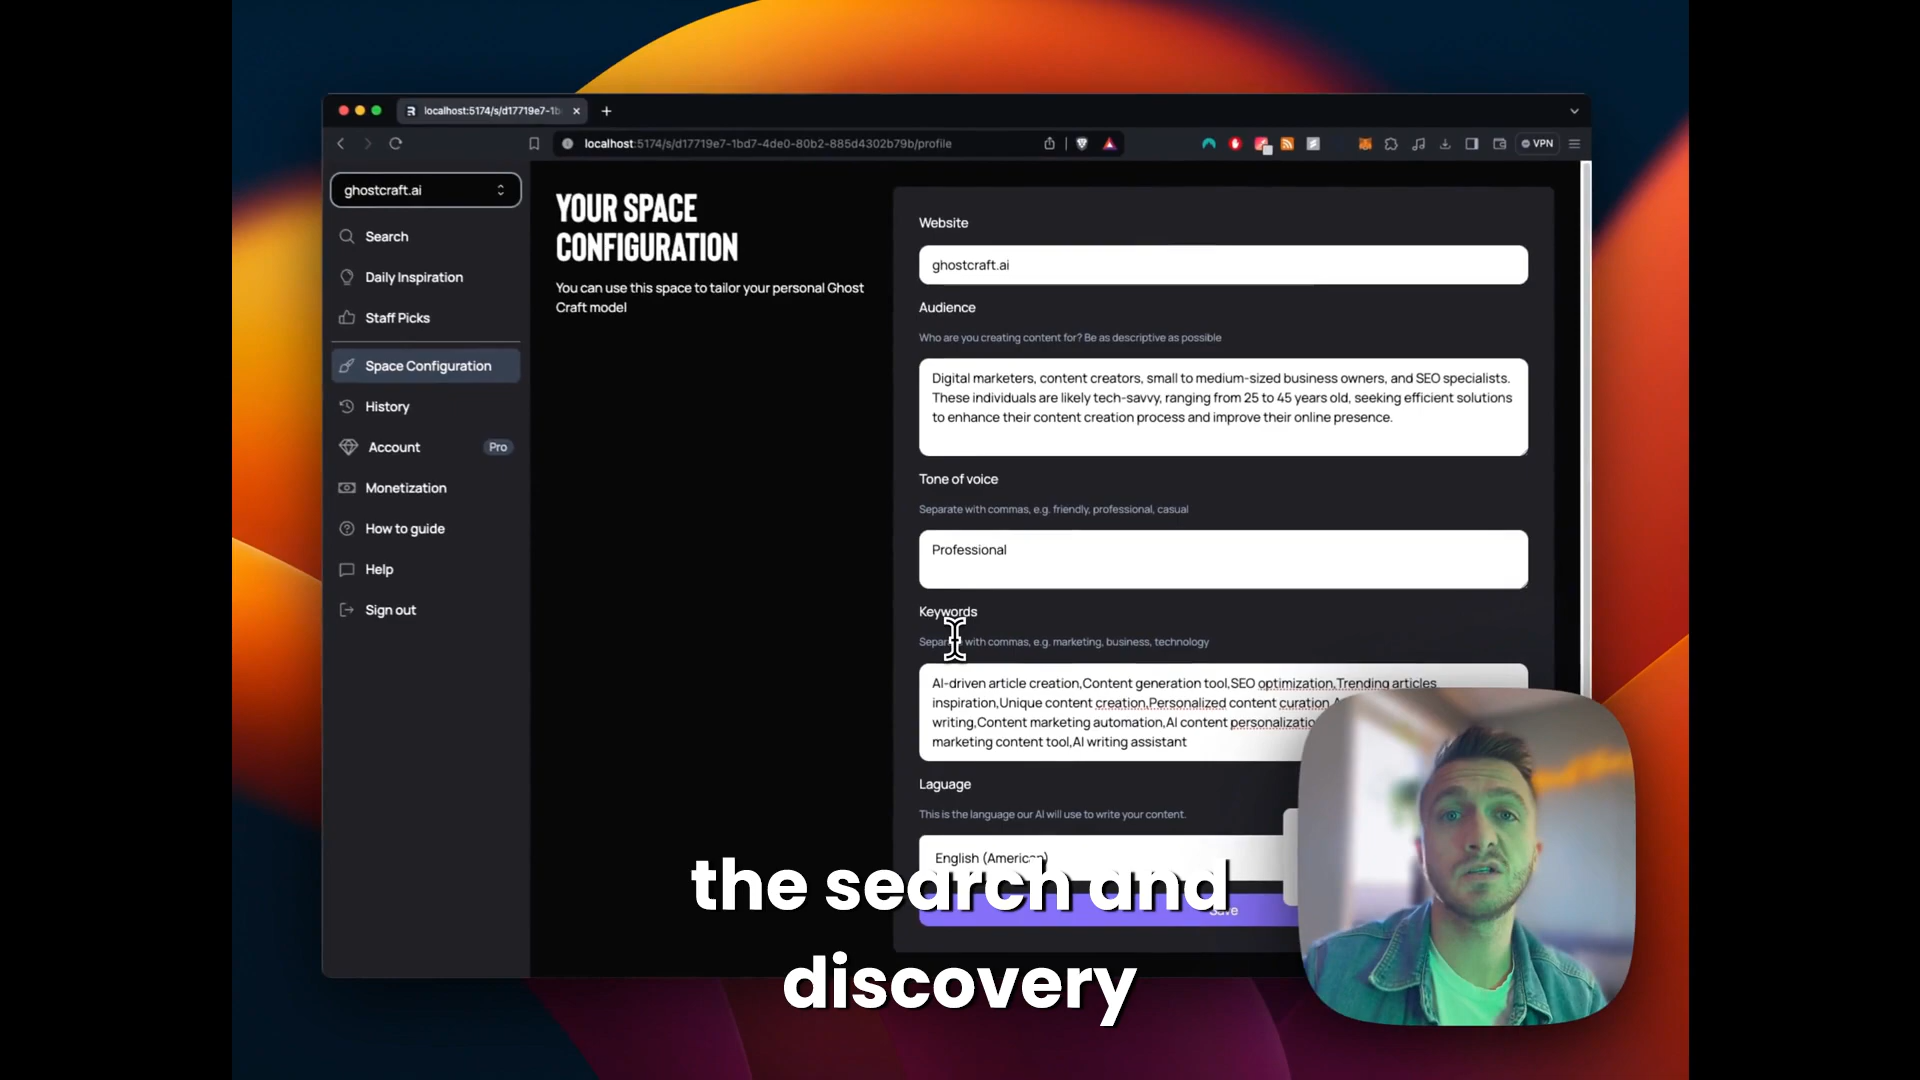 localhost:5174/s/d17719e7-1b
localhost:5174/s/d17719e7-1bd7-4de0-80b2-885d4302b79b/profile
VPN
ghostcraft.ai
Search
Daily Inspiration
Staff Picks
Space Configuration
History
Account
Pro
Monetization
How to guide
Help
Sign out
YOUR SPACE
CONFIGURATION
You can use this space to tailor your personal Ghost
Craft model
Website
ghostcraft.ai
Audience
Who are you creating content for? Be as descriptive as possible
Digital marketers, content creators, small to medium-sized business owners, and SEO specialists.
These individuals are likely tech-savvy, ranging from 25 to 45 years old, seeking efficient solutions
to enhance their content creation process and improve their online presence.
Tone of voice
Separate with commas, e.g. friendly, professional, casual
Professional
Keywords
Separate with commas, e.g. marketing, business, technology
AI-driven article creation,Content generation tool,SEO optimization,Trending articles
inspiration,Unique content creation,Personalized content curation,
writing,Content marketing automation,AI content
marketing content tool,AI writing assistant
Laguage
This is the language our AI will use to write your content.
English (American)
Save
the search and
discovery